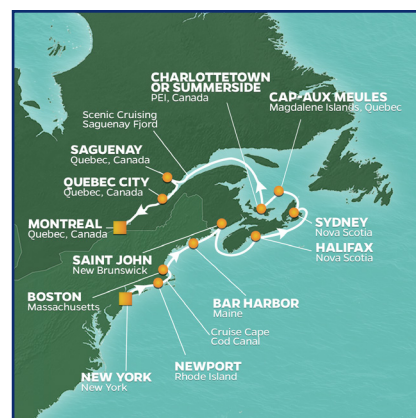 CHARLOTTETOWN
OR SUMMERSIDE
PEI, Canada
CAP-AUX MEULES
Magdalene Islands, Quebec
Scenic Cruising
Saguenay Fjord
SAGUENAY
Quebec, Canada
QUEBEC CITY
Quebec, Canada
MONTREAL
Quebec, Canada
SYDNEY
Nova Scotia
HALIFAX
Nova Scotia
SAINT JOHN
New Brunswick
BOSTON
Massachusetts
BAR HARBOR
Maine
Cruise Cape
Cod Canal
NEWPORT
Rhode Island
NEW YORK
New York